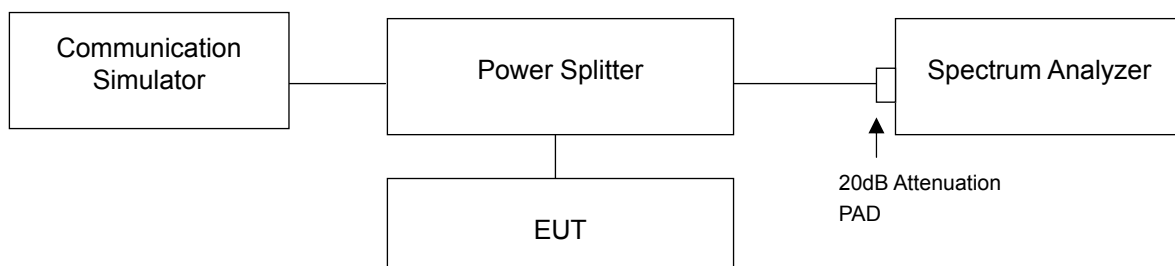 Communication
Simulator
Power Splitter
Spectrum Analyzer
20dB Attenuation
PAD
EUT